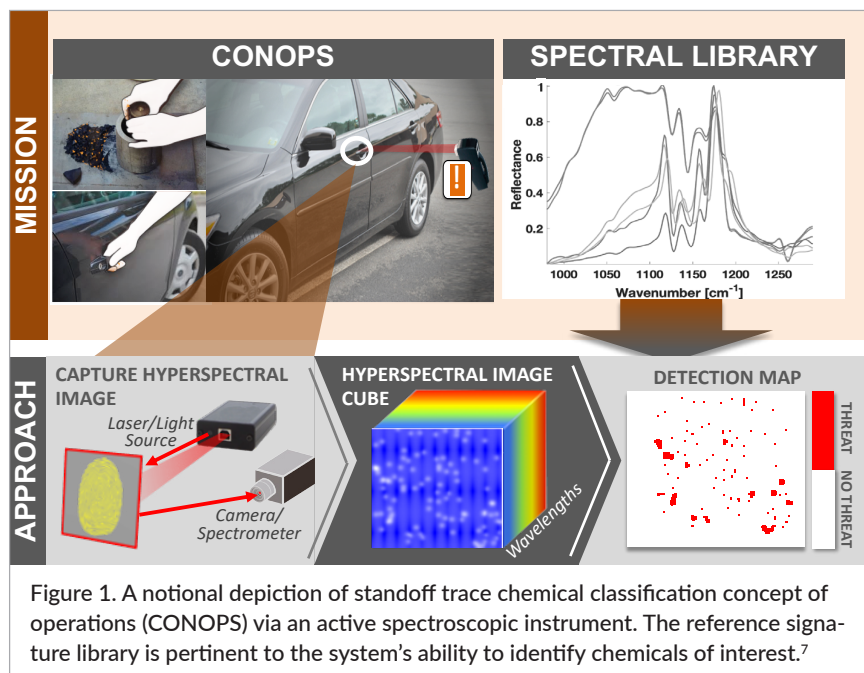 MISSION
CONOPS
!
SPECTRAL LIBRARY
Reflectance
1
0.8
0.6
0.4
0.2
1000 1050 1100 1150 1200 1250
Wavenumber [cm⁻¹]
APPROACH
CAPTURE HYPERSPECTRAL
IMAGE
Laser/Light
Source
Camera/
Spectrometer
HYPERSPECTRAL IMAGE
CUBE
Wavelengths
DETECTION MAP
THREAT
NO THREAT
Figure 1. A notional depiction of standoff trace chemical classification concept of
operations (CONOPS) via an active spectroscopic instrument. The reference signa-
ture library is pertinent to the system’s ability to identify chemicals of interest.⁷